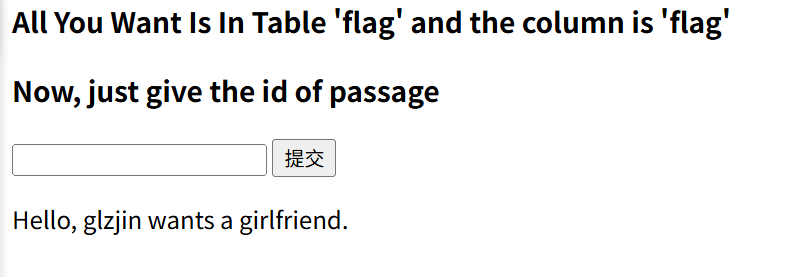 All You Want Is In Table 'flag' and the column is 'flag'
Now, just give the id of passage
提交
Hello, glzjin wants a girlfriend.